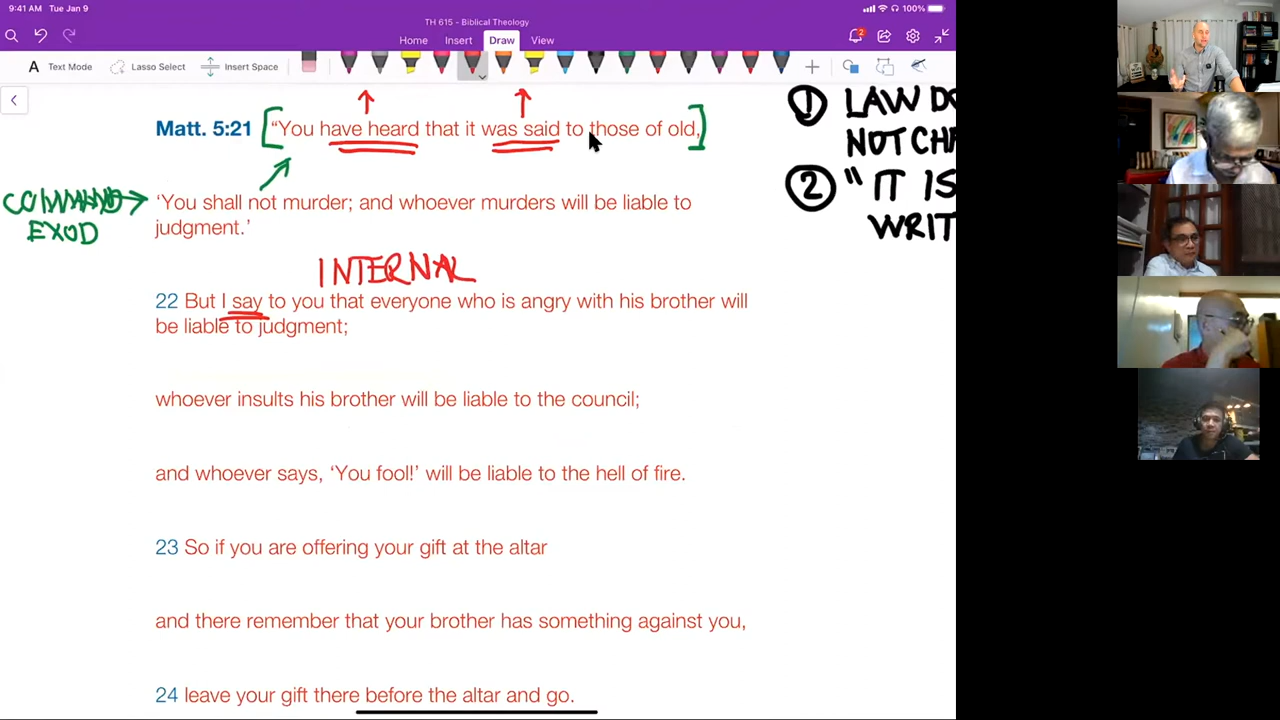 9:41 AM Tue Jan 9
100%
TH 615 - Biblical Theology
Home Insert Draw View
2
A Text Mode Lasso Select Insert Space
Matt. 5:21 ["You have heard that it was said to those of old,]
COMMAND
EXOD
'You shall not murder; and whoever murders will be liable to
judgment.'
INTERNAL
22 But I say to you that everyone who is angry with his brother will
be liable to judgment;
whoever insults his brother will be liable to the council;
and whoever says, 'You fool!' will be liable to the hell of fire.
23 So if you are offering your gift at the altar
and there remember that your brother has something against you,
24 leave your gift there before the altar and go.
1 LAW DO
NOT CH
2 "IT IS
WRIT